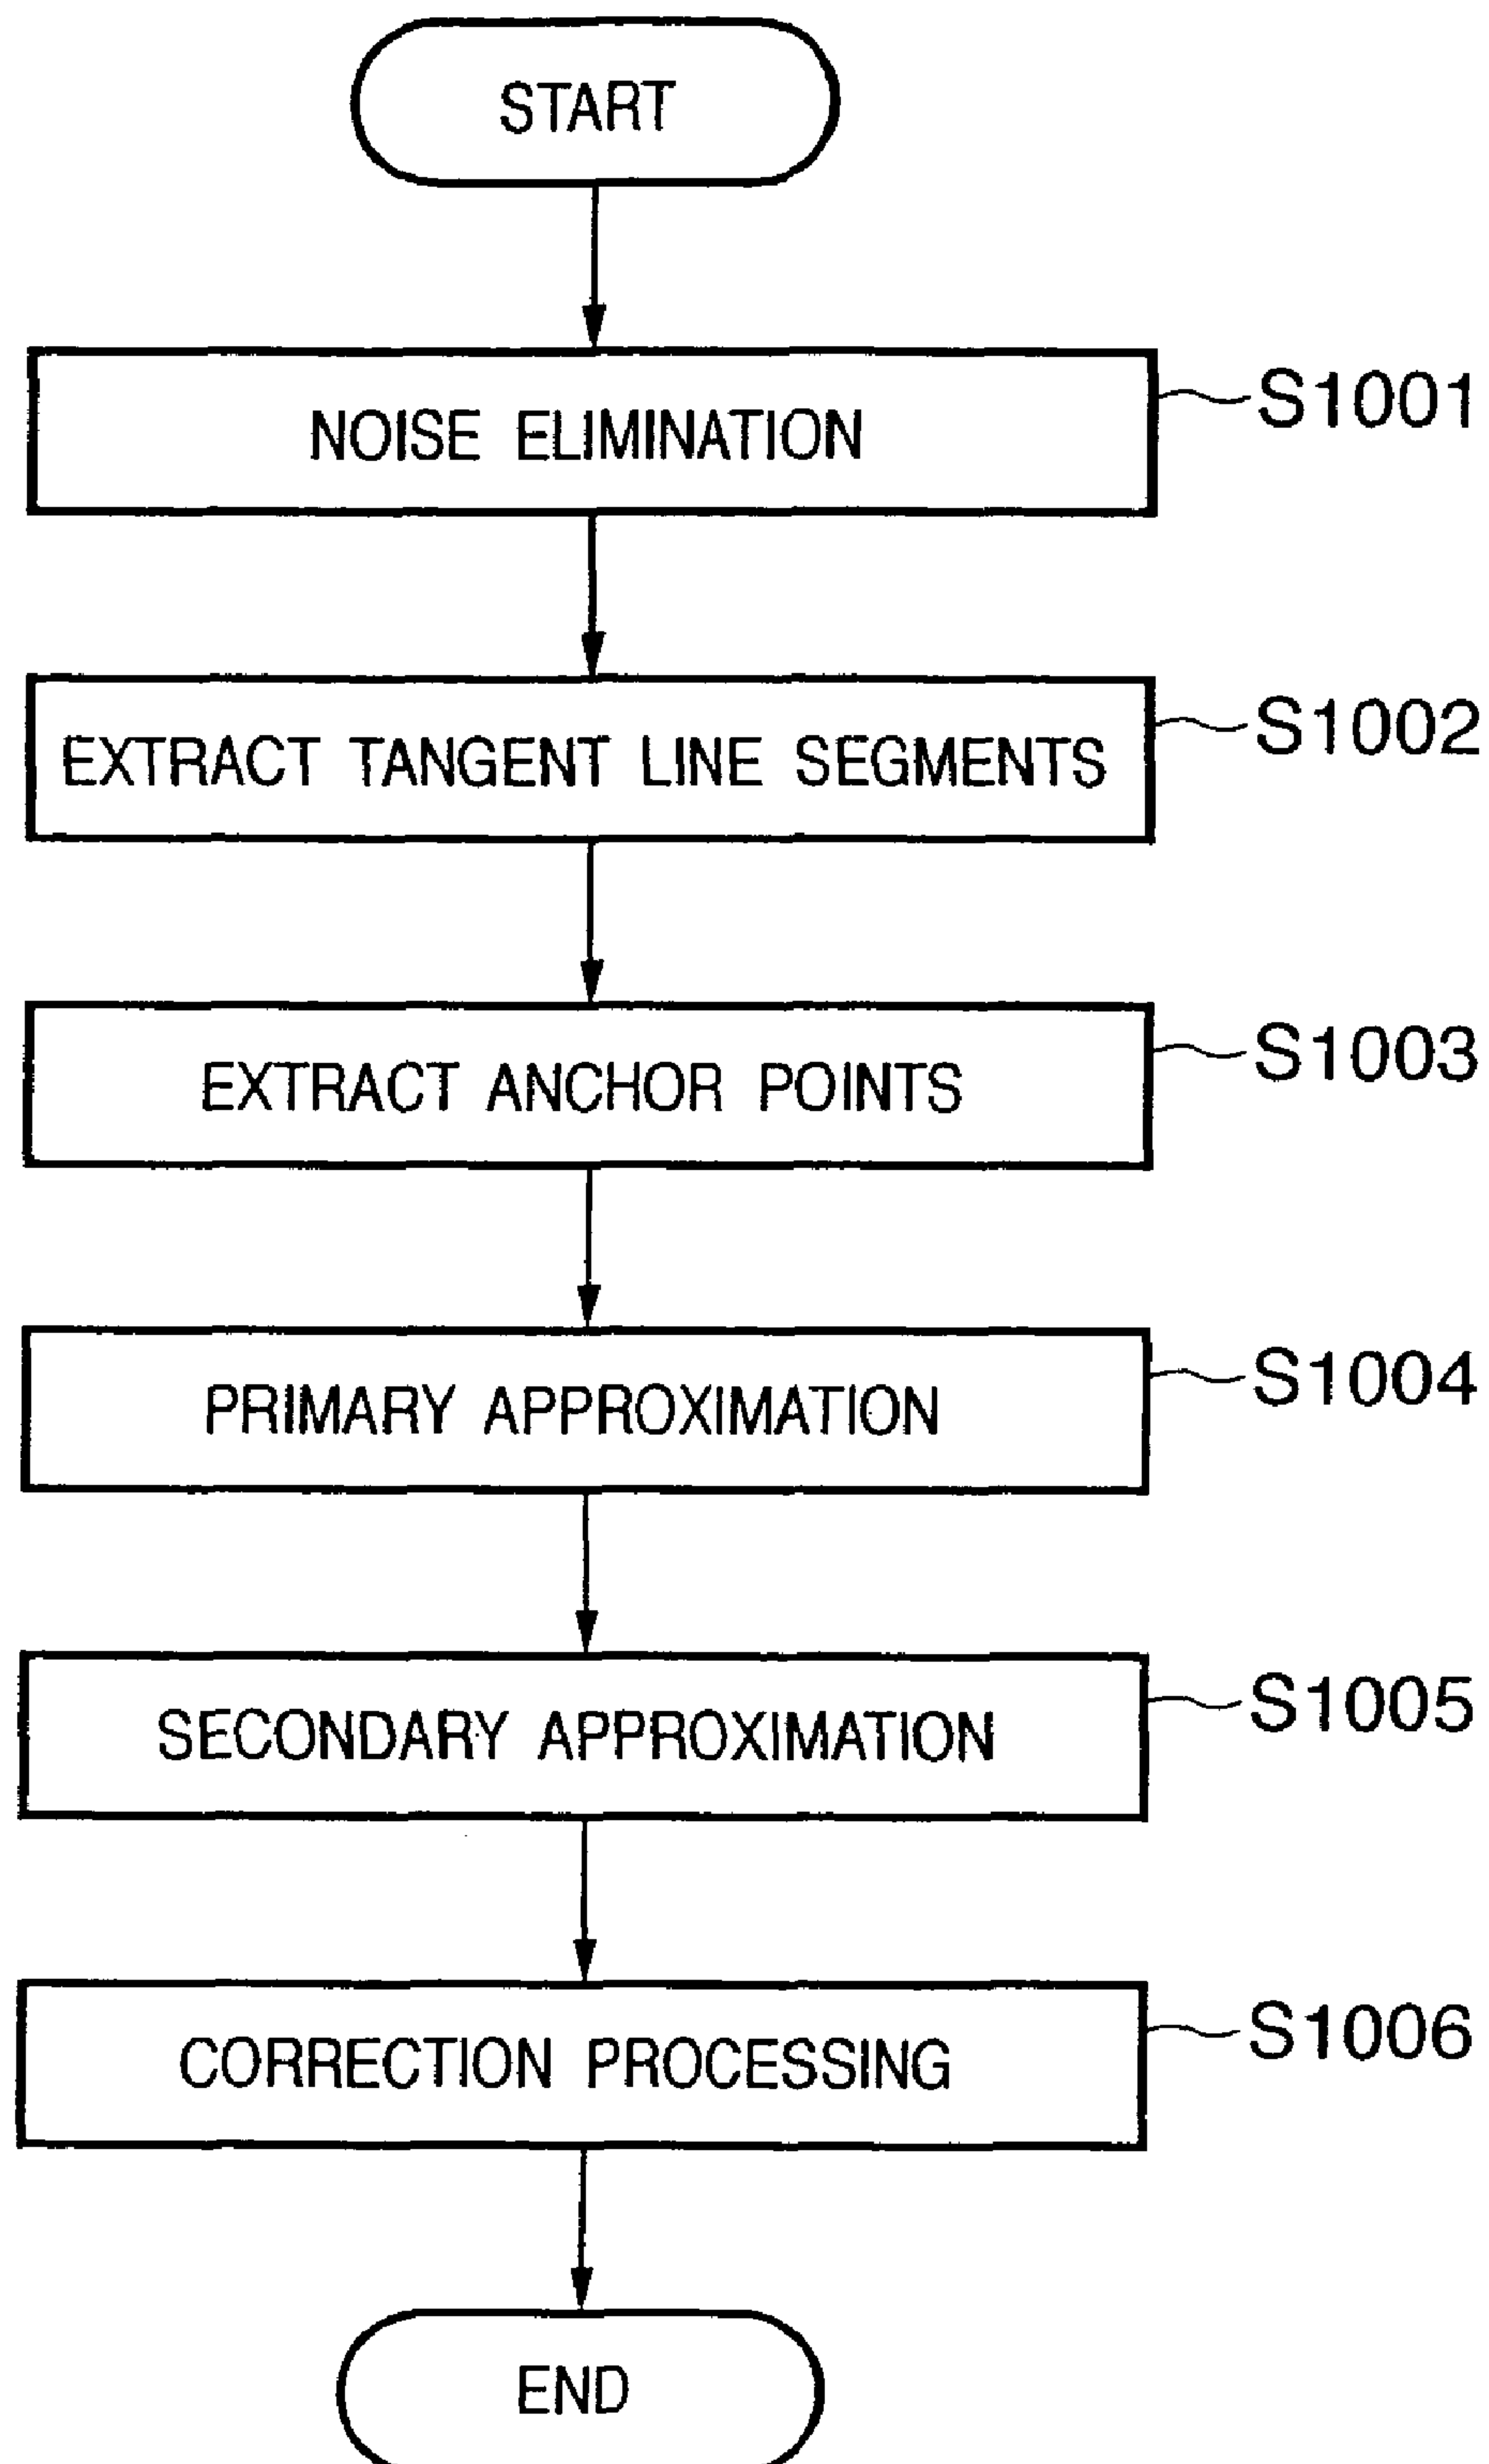 START
NOISE ELIMINATION
S1001
EXTRACT TANGENT LINE SEGMENTS
S1002
EXTRACT ANCHOR POINTS
S1003
PRIMARY APPROXIMATION
S1004
SECONDARY APPROXIMATION
S1005
CORRECTION PROCESSING
S1006
END